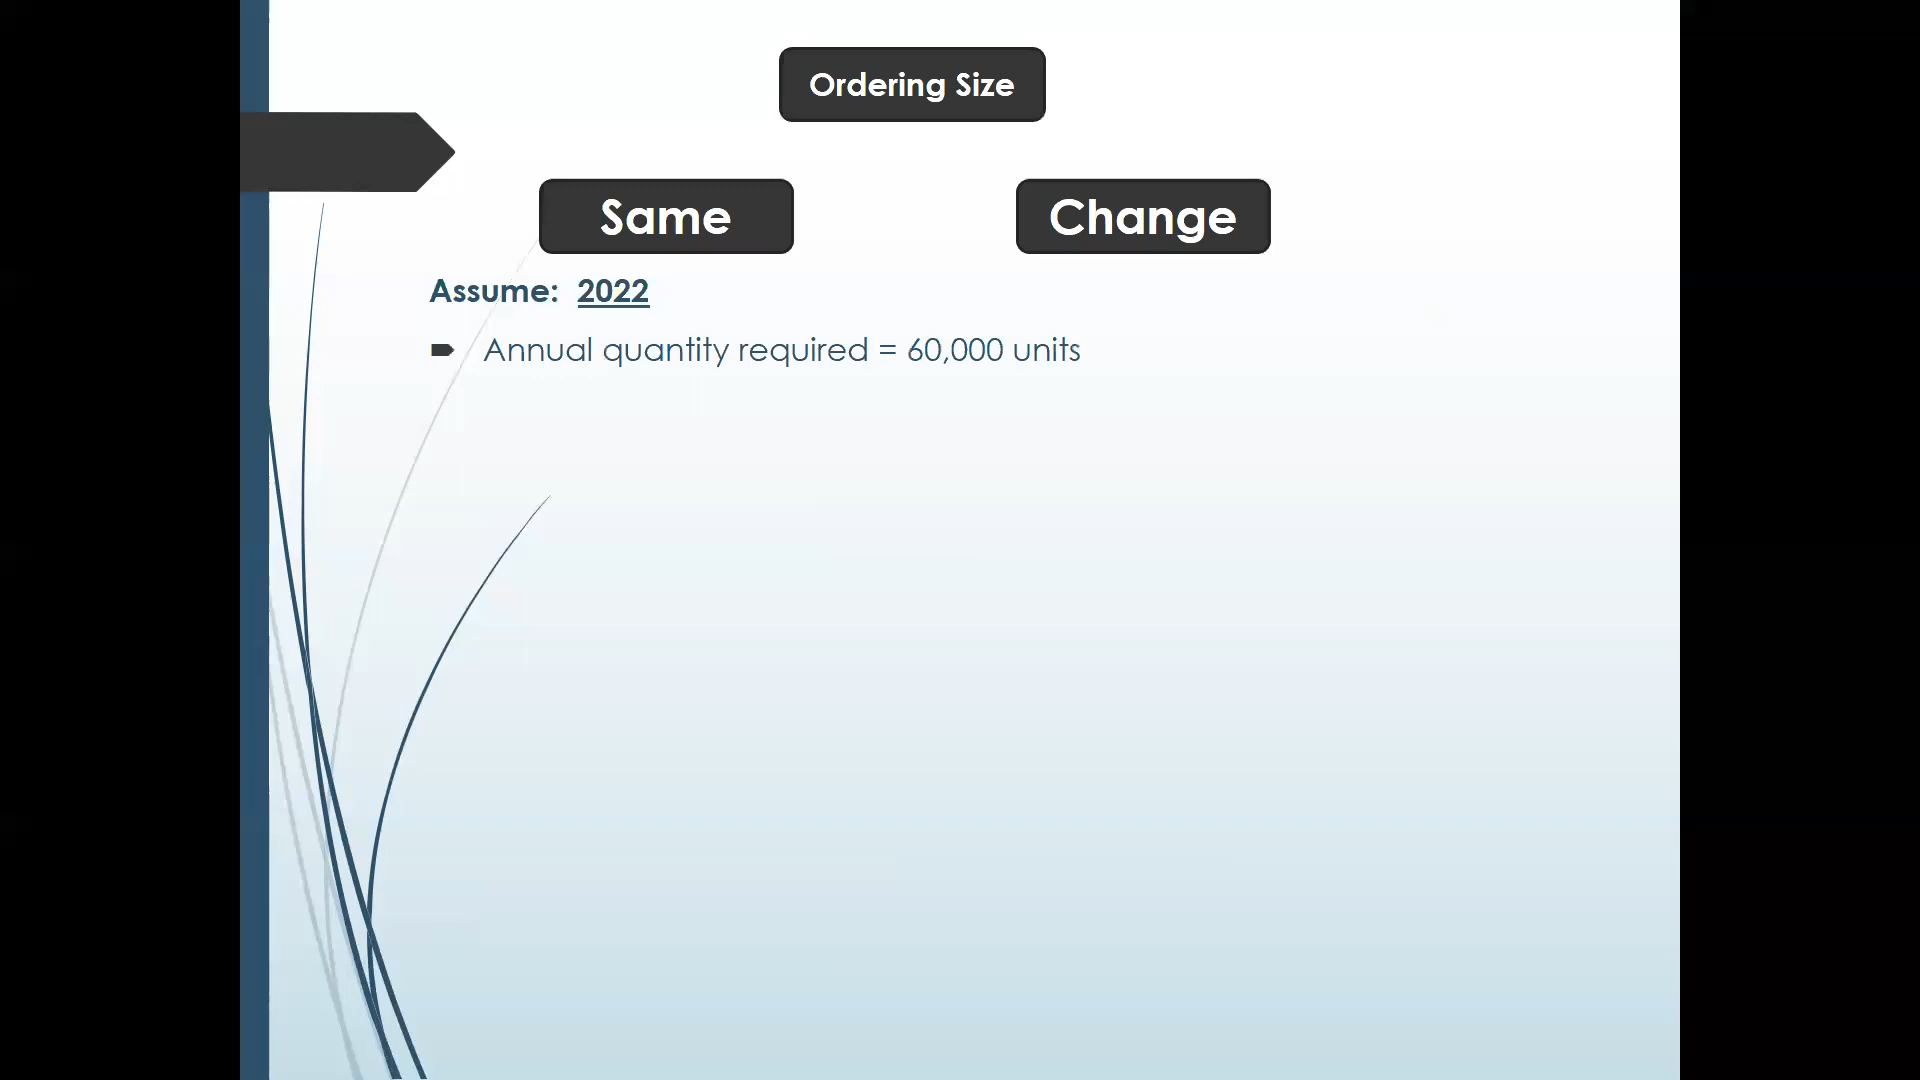 Ordering Size
Same
Change
Assume: 2022
Annual quantity required = 60,000 units